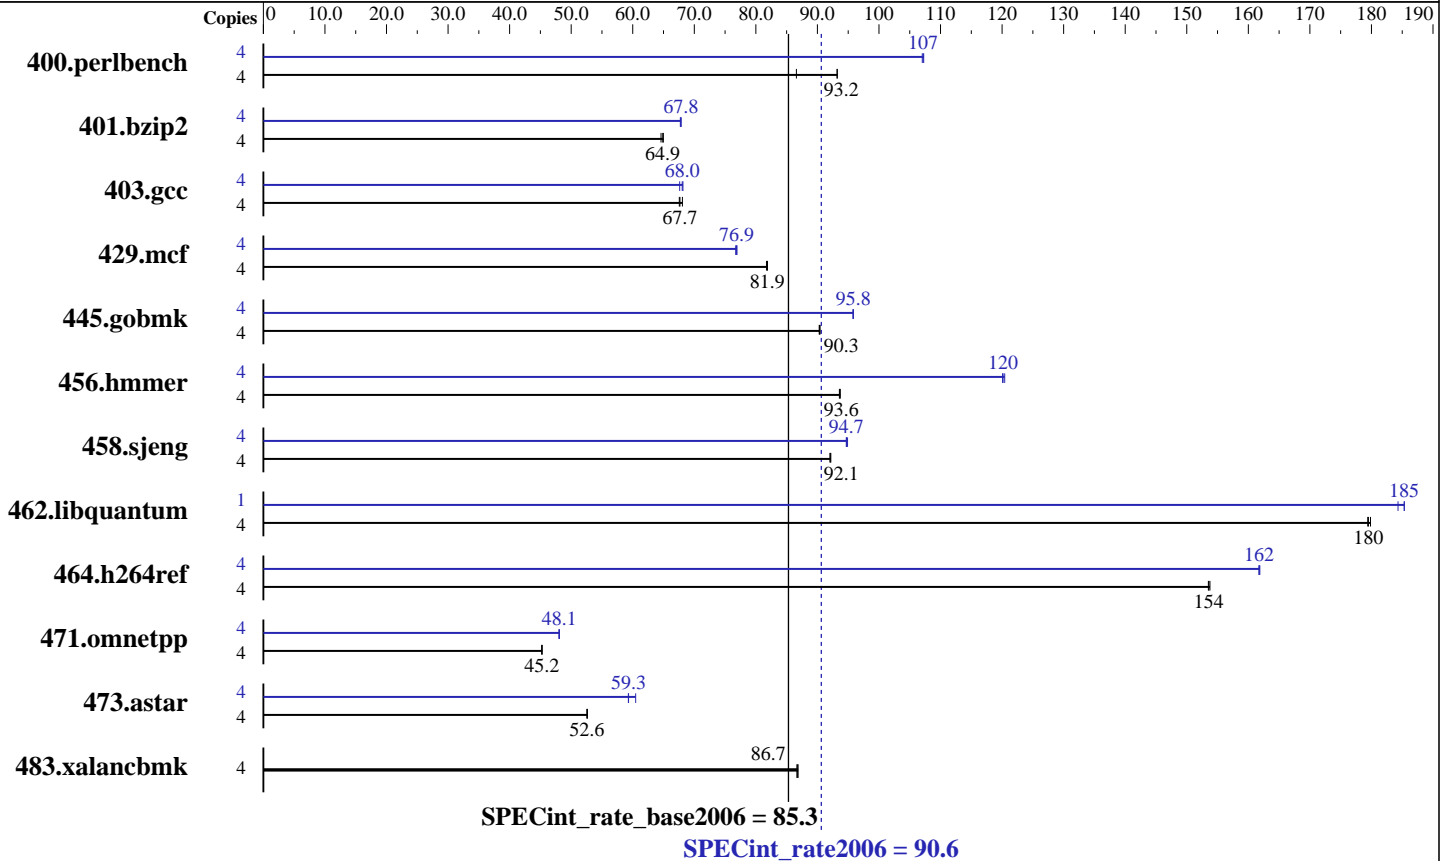 Copies 0 10.0 20.0 30.0 40.0 50.0 60.0 70.0 80.0 90.0 100 110 120 130 140 150 160 170 180 190
400.perlbench 4 107
4 93.2
401.bzip2 4 67.8
4 64.9
403.gcc 4 68.0
4 67.7
429.mcf 4 76.9
4 81.9
445.gobmk 4 95.8
4 90.3
456.hmmer 4 120
4 93.6
458.sjeng 4 94.7
4 92.1
462.libquantum 1 185
4 180
464.h264ref 4 162
4 154
471.omnetpp 4 48.1
4 45.2
473.astar 4 59.3
4 52.6
483.xalancbmk 4 86.7
SPECint_rate_base2006 = 85.3
SPECint_rate2006 = 90.6